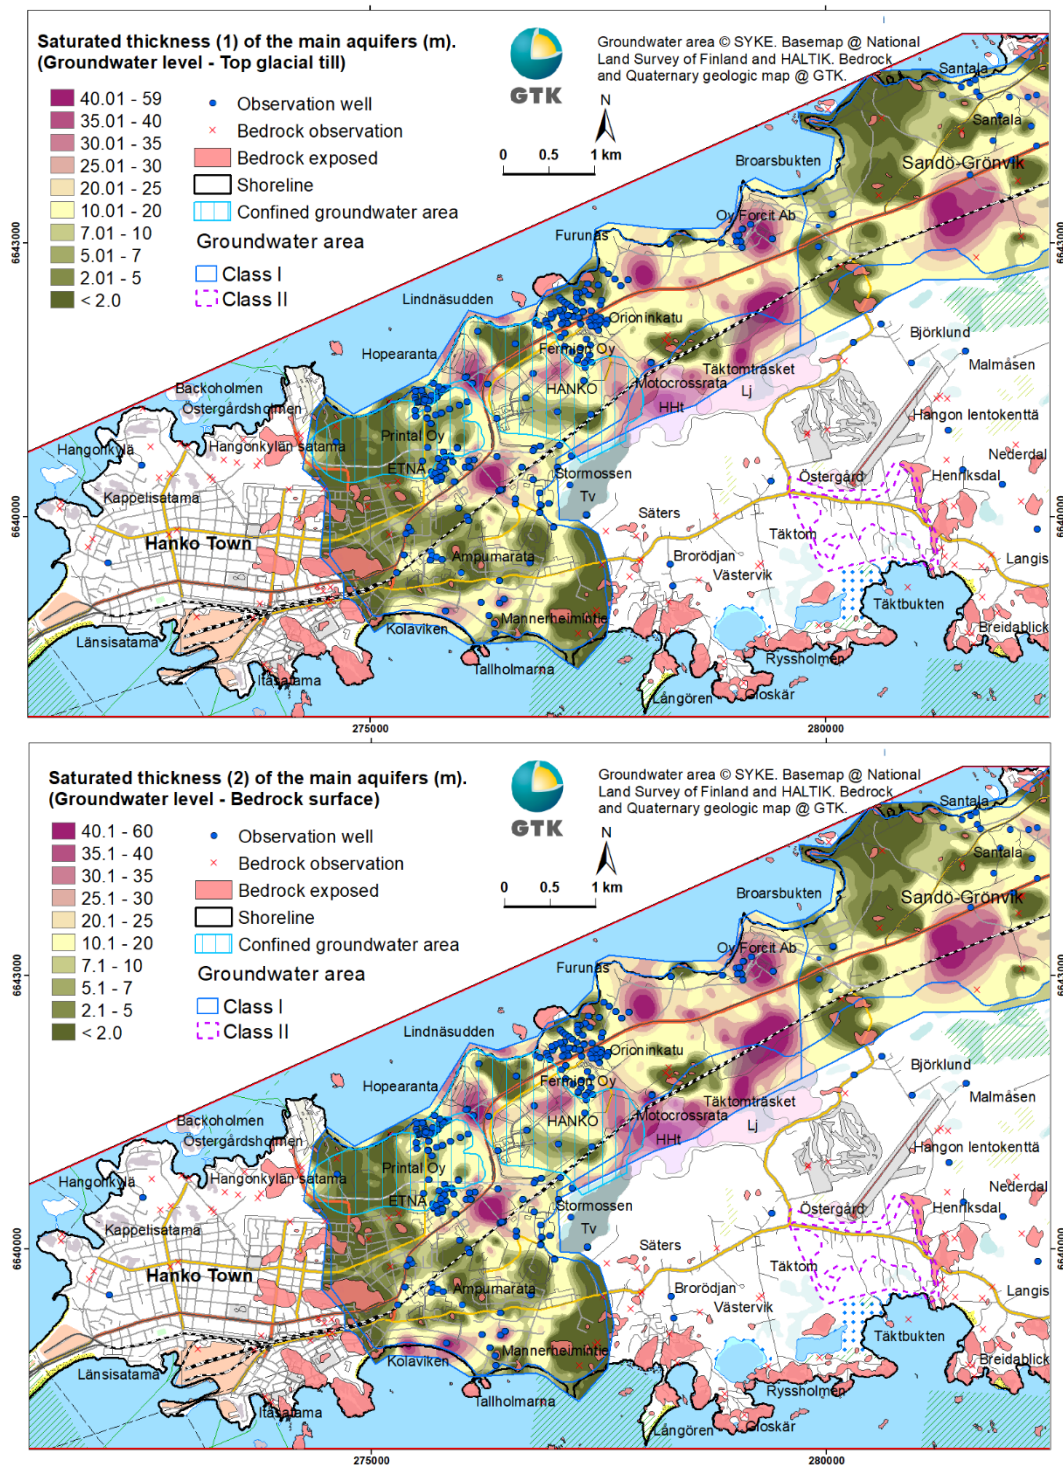 Saturated thickness (1) of the main aquifers (m).
(Groundwater level - Top glacial till)
40.01 - 59
35.01 - 40
30.01 - 35
25.01 - 30
20.01 - 25
10.01 - 20
7.01 - 10
5.01 - 7
2.01 - 5
< 2.0
Observation well
Bedrock observation
Bedrock exposed
Shoreline
Confined groundwater area
Groundwater area
Class I
Class II
GTK
Groundwater area © SYKE. Basemap @ National
Land Survey of Finland and HALTIK. Bedrock
and Quaternary geologic map @ GTK.
N
0 0.5 1 km
Santala
Santala
Broarsbukten
Sandö-Grönvik
Oy Forcit Ab
Furunäs
6643000
6643000
Lindnäsudden
Orioninkatu
Björklund
Hopearanta
Fermion Oy
Malmåsen
Täktomträsket
Backoholmen
HANKO
Motocrossrata
Lj
Östergårdsholmen
HHt
Hangon lentokenttä
Hangonkylä
Hangonkylän satama
Printal Oy
Nederdal
ETNA
Stormossen
Östergård
Henriksdal
Kappelisatama
Tv
6640000
6640000
Säters
Täktom
Hanko Town
Ampumarata
Brorödjan
Langis
Västervik
Täktbukten
Mannerheimintie
Kolaviken
Breidablick
Länsisatama
Ryssholmen
Tallholmarna
Itäsatama
Långören
Gloskär
275000
280000
Saturated thickness (2) of the main aquifers (m).
(Groundwater level - Bedrock surface)
40.1 - 60
35.1 - 40
30.1 - 35
25.1 - 30
20.1 - 25
10.1 - 20
7.1 - 10
5.1 - 7
2.1 - 5
< 2.0
Observation well
Bedrock observation
Bedrock exposed
Shoreline
Confined groundwater area
Groundwater area
Class I
Class II
GTK
Groundwater area © SYKE. Basemap @ National
Land Survey of Finland and HALTIK. Bedrock
and Quaternary geologic map @ GTK.
N
0 0.5 1 km
Santala
Santala
Broarsbukten
Sandö-Grönvik
Oy Forcit Ab
Furunäs
6643000
6643000
Lindnäsudden
Orioninkatu
Björklund
Hopearanta
Fermion Oy
Malmåsen
Täktomträsket
Backoholmen
HANKO
Motocrossrata
Lj
Östergårdsholmen
HHt
Hangon lentokenttä
Hangonkylä
Hangonkylän satama
Printal Oy
Nederdal
ETNA
Stormossen
Östergård
Henriksdal
Kappelisatama
Tv
6640000
6640000
Säters
Täktom
Hanko Town
Ampumarata
Brorödjan
Langis
Västervik
Täktbukten
Mannerheimintie
Kolaviken
Breidablick
Länsisatama
Ryssholmen
Tallholmarna
Itäsatama
Långören
Gloskär
275000
280000